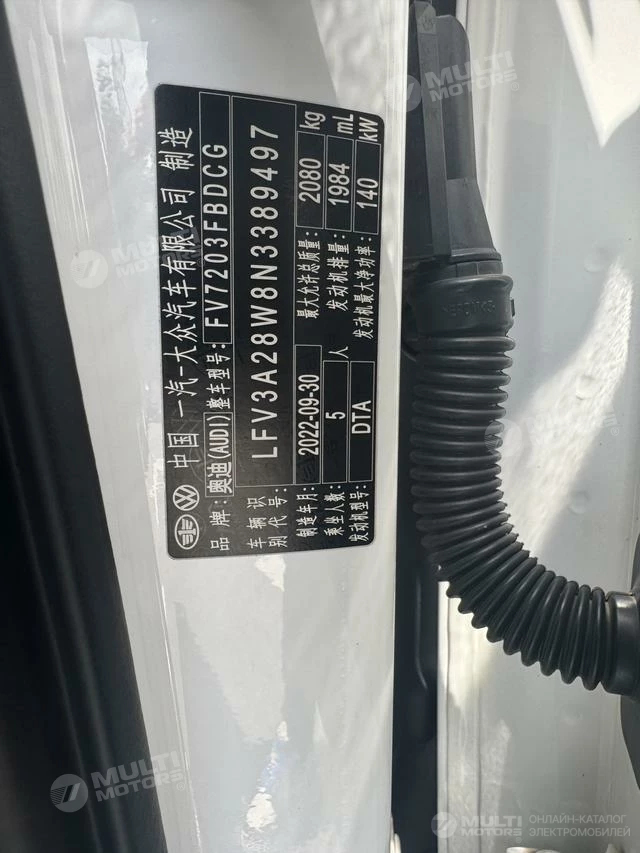 中国 一汽-大众汽车有限公司 制造
品 牌: 奥迪(AUDI) 整车型号: FV7203FBDCG
车 辆 识
别 代 号: LFV3A28W8N3389497
制造年月: 2022-09-30 最大允许总质量: 2080 kg
乘坐人数: 5 人 发动机排量: 1984 mL
发动机型号: DTA 发动机最大净功率: 140 kW
MULTI
MOTORS
MULTI
MOTORS
MULTI
MOTORS
MULTI
MOTORS
ОНЛАЙН-КАТАЛОГ
ЭЛЕКТРОМОБИЛЕЙ